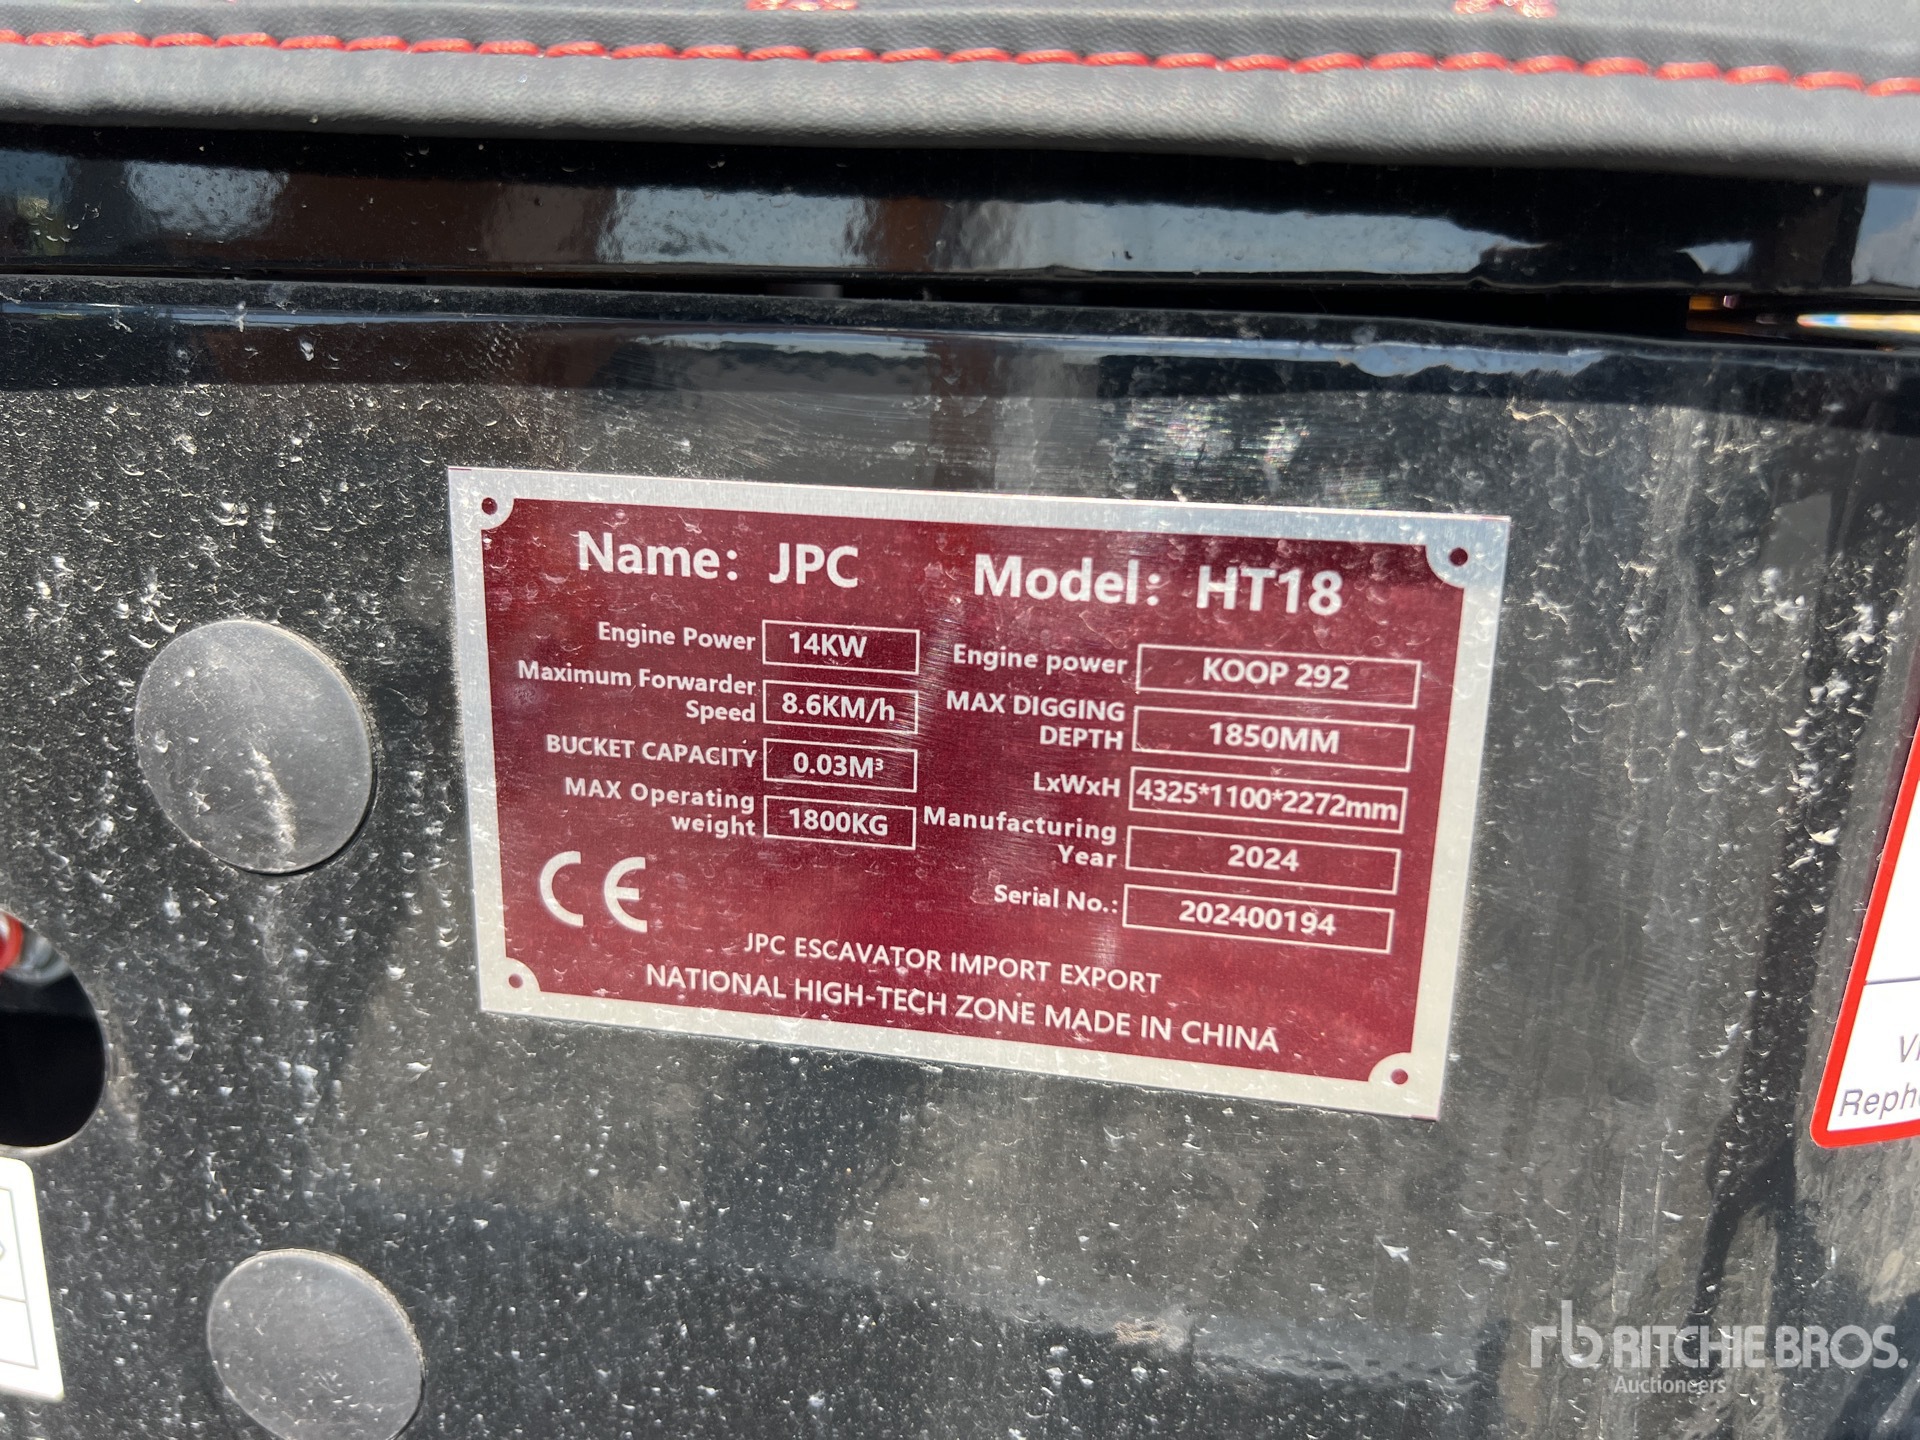 Name: JPC Model: HT18
Engine Power 14KW
Maximum Forwarder
Speed 8.6KM/h
BUCKET CAPACITY 0.03M³
MAX Operating
weight 1800KG
Engine power KOOP 292
MAX DIGGING
DEPTH 1850MM
LxWxH 4325*1100*2272mm
Manufacturing
Year 2024
Serial No.: 202400194
CE
JPC ESCAVATOR IMPORT EXPORT
NATIONAL HIGH-TECH ZONE MADE IN CHINA
rb RITCHIE BROS.
Auctioneers